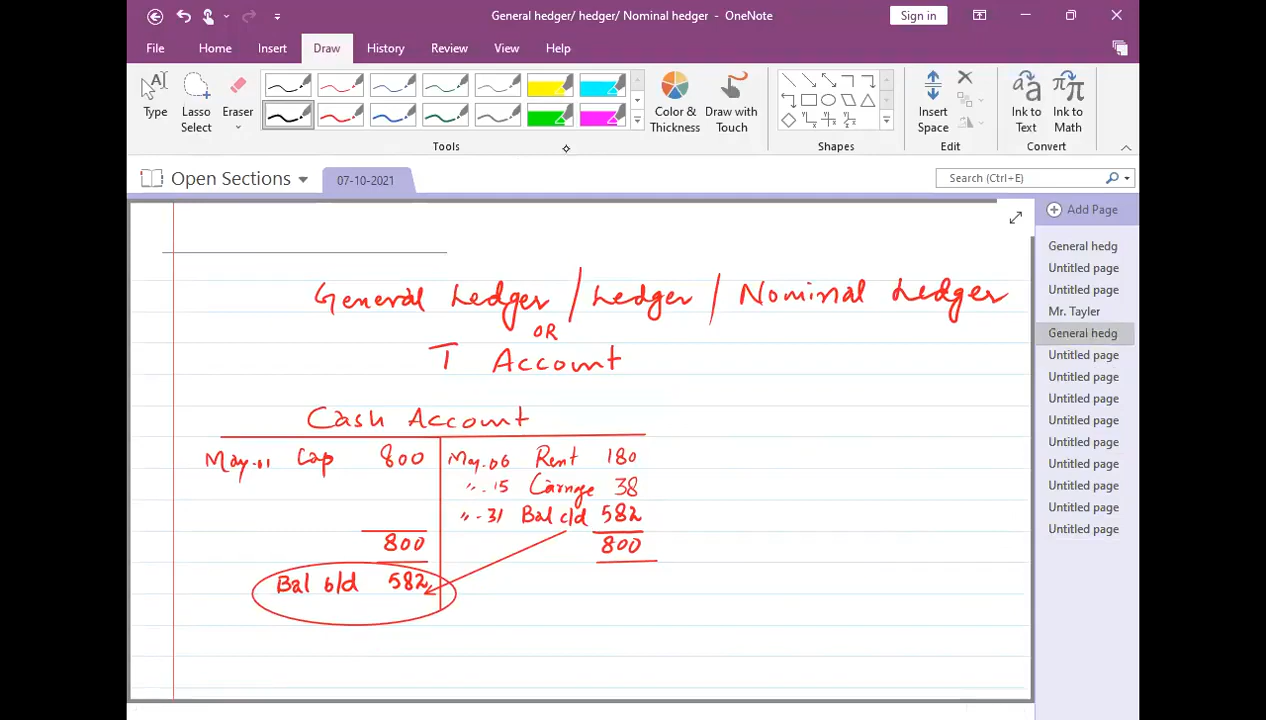 General hedger/ hedger/ Nominal hedger - OneNote
Sign in
File Home Insert Draw History Review View Help
Type
Lasso Select
Eraser
Color & Thickness
Draw with Touch
Insert Space
Ink to Text
Ink to Math
Tools
Shapes
Edit
Convert
Open Sections
07-10-2021
Search (Ctrl+E)
Add Page
General hedg
Untitled page
Untitled page
Mr. Tayler
General hedg
Untitled page
Untitled page
Untitled page
Untitled page
Untitled page
Untitled page
Untitled page
Untitled page
Untitled page
General Ledger / Ledger / Nominal Ledger
OR
T Account
Cash Account
May.01 Cap 800 May.06 Rent 180
〃.15 Carriage 38
〃.31 Bal c/d 582
800 800
Bal b/d 582